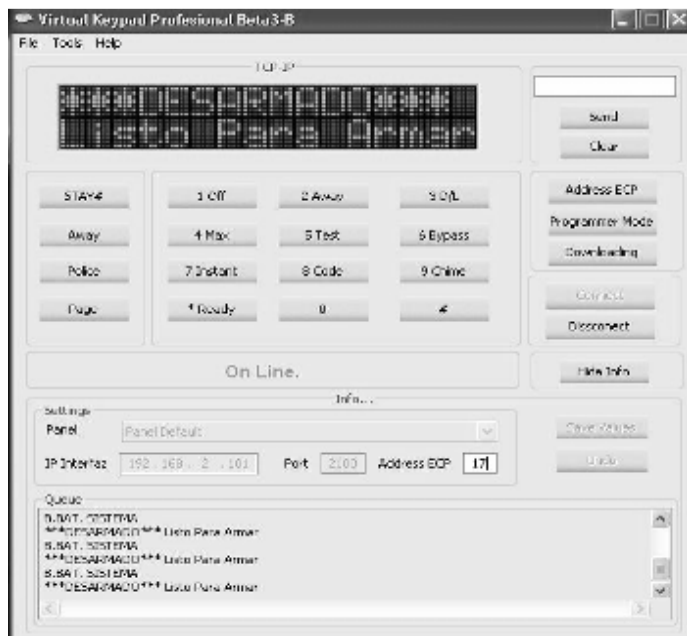 Virtual Keypad Profesional Beta3-B
File Tools Help
TCP-IP
***DESARMADO***
Listo Para Armar
Send
Clear
STAY#
1 Off
2 Away
3 D/L
Address ECP
Away
4 Max
5 Test
6 Bypass
Programmer Mode
Police
7 Instant
8 Code
9 Chime
Downloading
Page
* Ready
0
#
Connect
Dissconect
On Line.
Hide Info
Info...
Settings
Panel
Panel Default
Save Values
IP Interfaz
192 . 168 . 2 . 101
Port
2100
Address ECP
17
Undo
Queue
B.BAT. SISTEMA
***DESARMADO*** Listo Para Armar
B.BAT. SISTEMA
***DESARMADO*** Listo Para Armar
B.BAT. SISTEMA
***DESARMADO*** Listo Para Armar